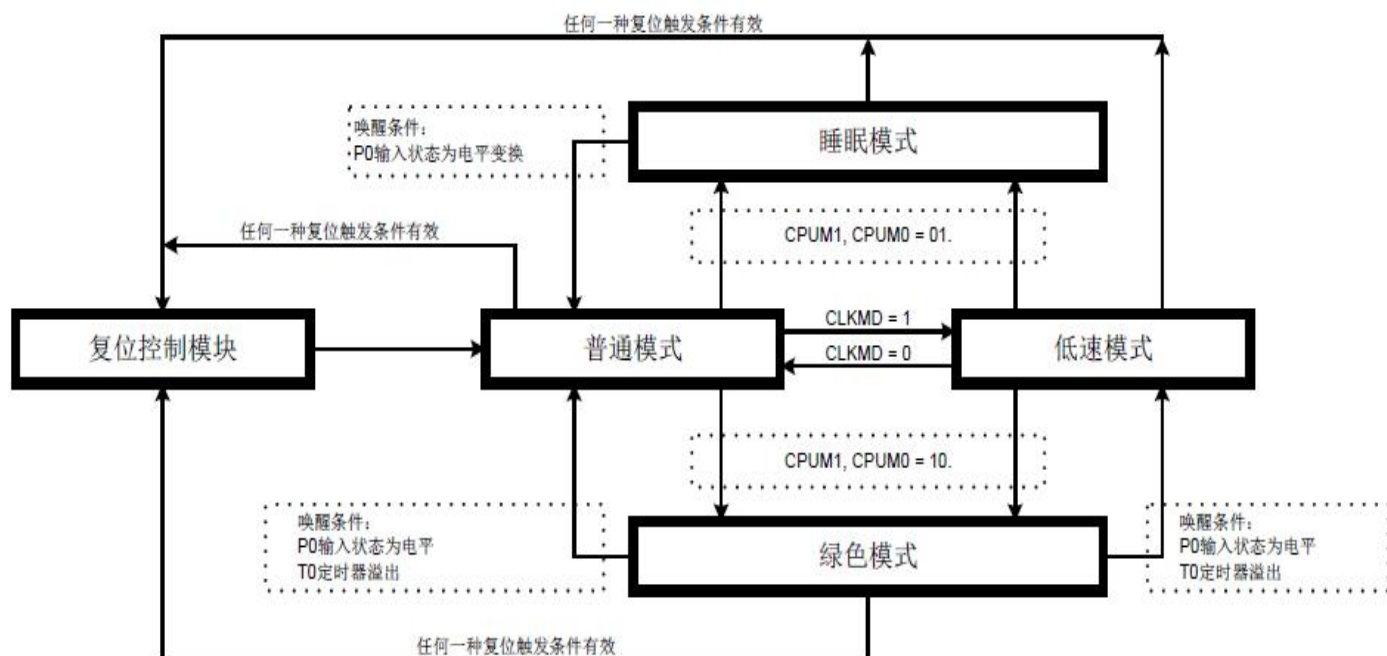 任何一种复位触发条件有效
唤醒条件：
P0输入状态为电平变换
睡眠模式
任何一种复位触发条件有效
CPUM1, CPUM0 = 01.
复位控制模块
普通模式
CLKMD = 1
CLKMD = 0
低速模式
CPUM1, CPUM0 = 10.
唤醒条件：
P0输入状态为电平
T0定时器溢出
绿色模式
唤醒条件：
P0输入状态为电平
T0定时器溢出
任何一种复位触发条件有效